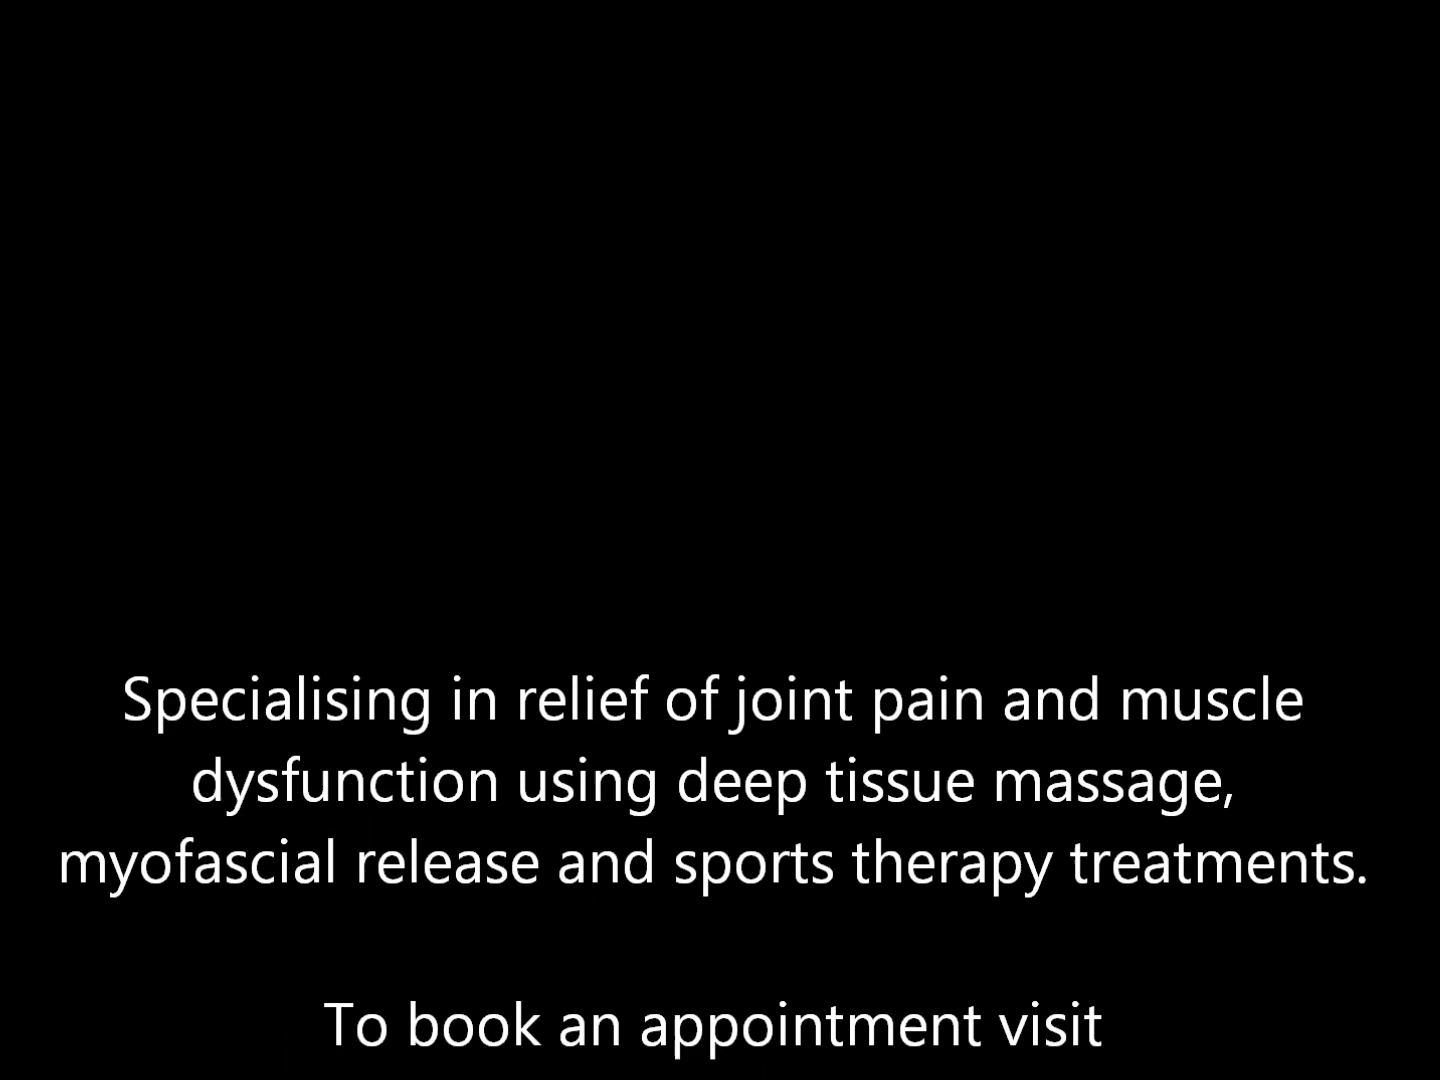 Specialising in relief of joint pain and muscle
dysfunction using deep tissue massage,
myofascial release and sports therapy treatments.
To book an appointment visit